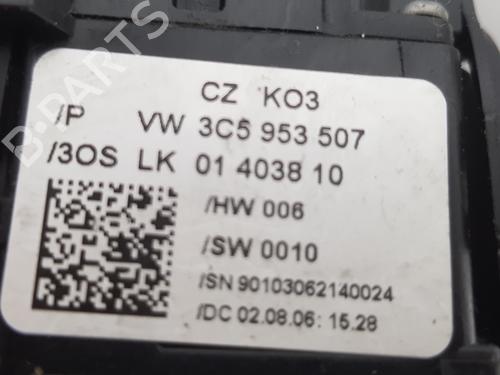 CZ KO3
/P VW 3C5 953 507
/3OS LK 01 4038 10
/HW 006
/SW 0010
/SN 90103062140024
/DC 02.08.06: 15.28